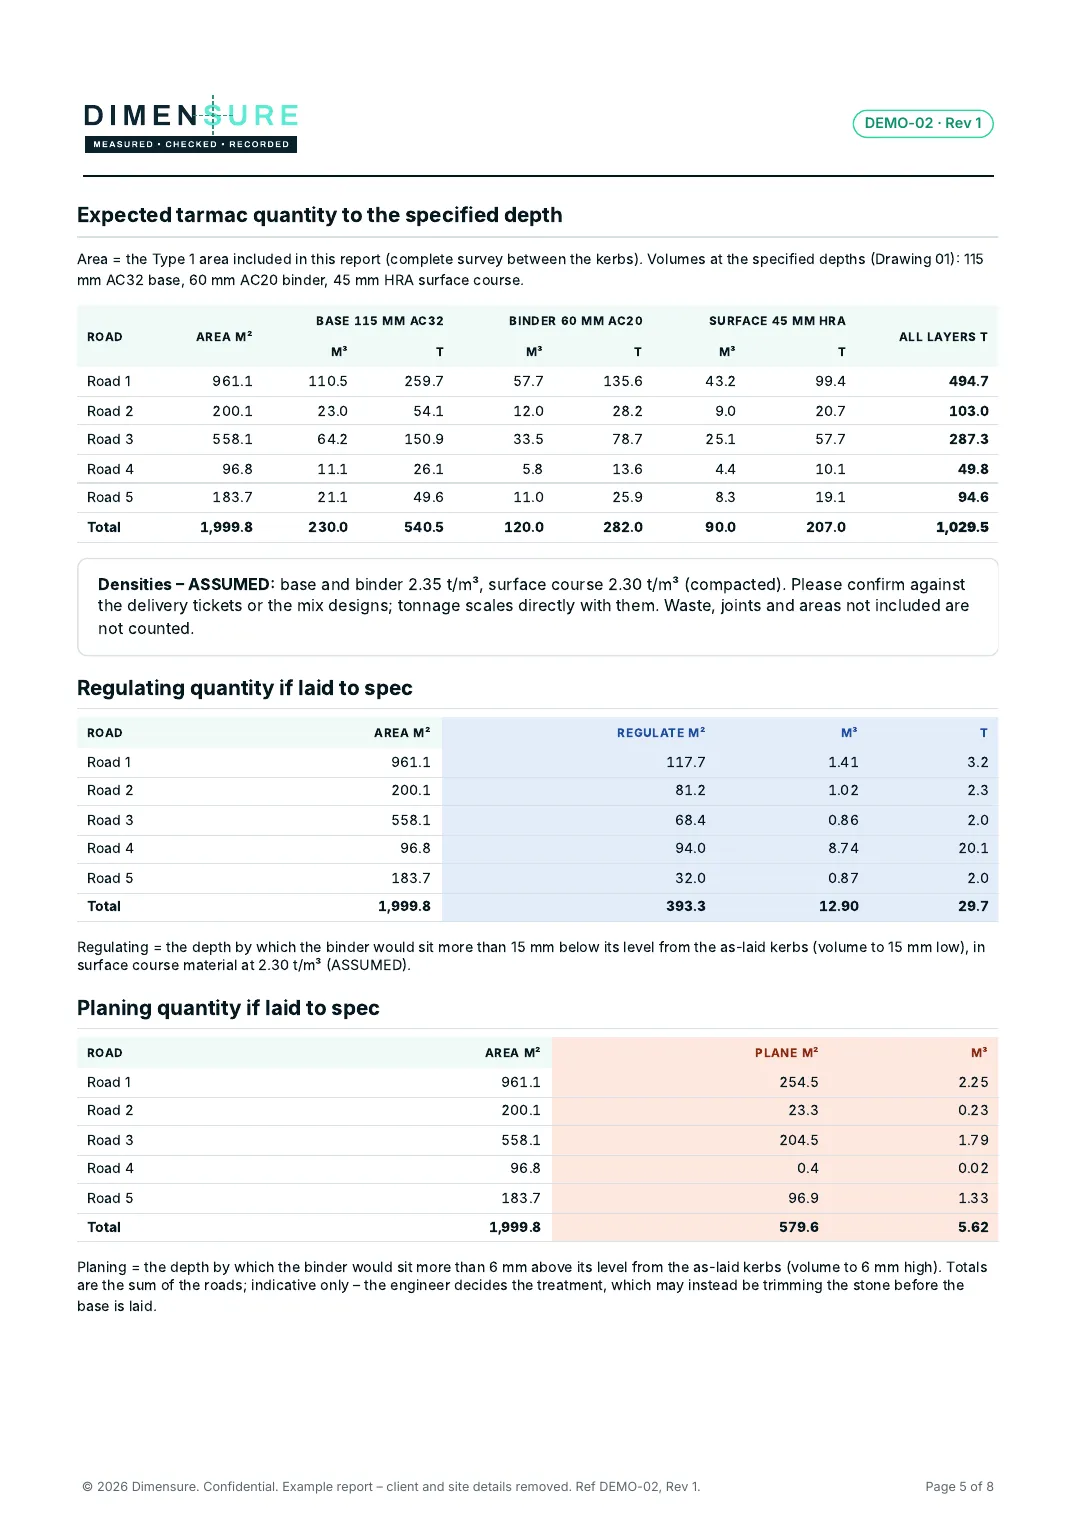 DIMENSURE
MEASURED • CHECKED • RECORDED
DEMO-02 · Rev 1
Expected tarmac quantity to the specified depth
Area = the Type 1 area included in this report (complete survey between the kerbs). Volumes at the specified depths (Drawing 01): 115
mm AC32 base, 60 mm AC20 binder, 45 mm HRA surface course.
ROAD AREA M² BASE 115 MM AC32 BINDER 60 MM AC20 SURFACE 45 MM HRA ALL LAYERS T
M³ T M³ T M³ T
Road 1 961.1 110.5 259.7 57.7 135.6 43.2 99.4 494.7
Road 2 200.1 23.0 54.1 12.0 28.2 9.0 20.7 103.0
Road 3 558.1 64.2 150.9 33.5 78.7 25.1 57.7 287.3
Road 4 96.8 11.1 26.1 5.8 13.6 4.4 10.1 49.8
Road 5 183.7 21.1 49.6 11.0 25.9 8.3 19.1 94.6
Total 1,999.8 230.0 540.5 120.0 282.0 90.0 207.0 1,029.5
Densities – ASSUMED: base and binder 2.35 t/m³, surface course 2.30 t/m³ (compacted). Please confirm against
the delivery tickets or the mix designs; tonnage scales directly with them. Waste, joints and areas not included are
not counted.
Regulating quantity if laid to spec
ROAD AREA M² REGULATE M² M³ T
Road 1 961.1 117.7 1.41 3.2
Road 2 200.1 81.2 1.02 2.3
Road 3 558.1 68.4 0.86 2.0
Road 4 96.8 94.0 8.74 20.1
Road 5 183.7 32.0 0.87 2.0
Total 1,999.8 393.3 12.90 29.7
Regulating = the depth by which the binder would sit more than 15 mm below its level from the as-laid kerbs (volume to 15 mm low), in
surface course material at 2.30 t/m³ (ASSUMED).
Planing quantity if laid to spec
ROAD AREA M² PLANE M² M³
Road 1 961.1 254.5 2.25
Road 2 200.1 23.3 0.23
Road 3 558.1 204.5 1.79
Road 4 96.8 0.4 0.02
Road 5 183.7 96.9 1.33
Total 1,999.8 579.6 5.62
Planing = the depth by which the binder would sit more than 6 mm above its level from the as-laid kerbs (volume to 6 mm high). Totals
are the sum of the roads; indicative only – the engineer decides the treatment, which may instead be trimming the stone before the
base is laid.
© 2026 Dimensure. Confidential. Example report – client and site details removed. Ref DEMO-02, Rev 1.
Page 5 of 8